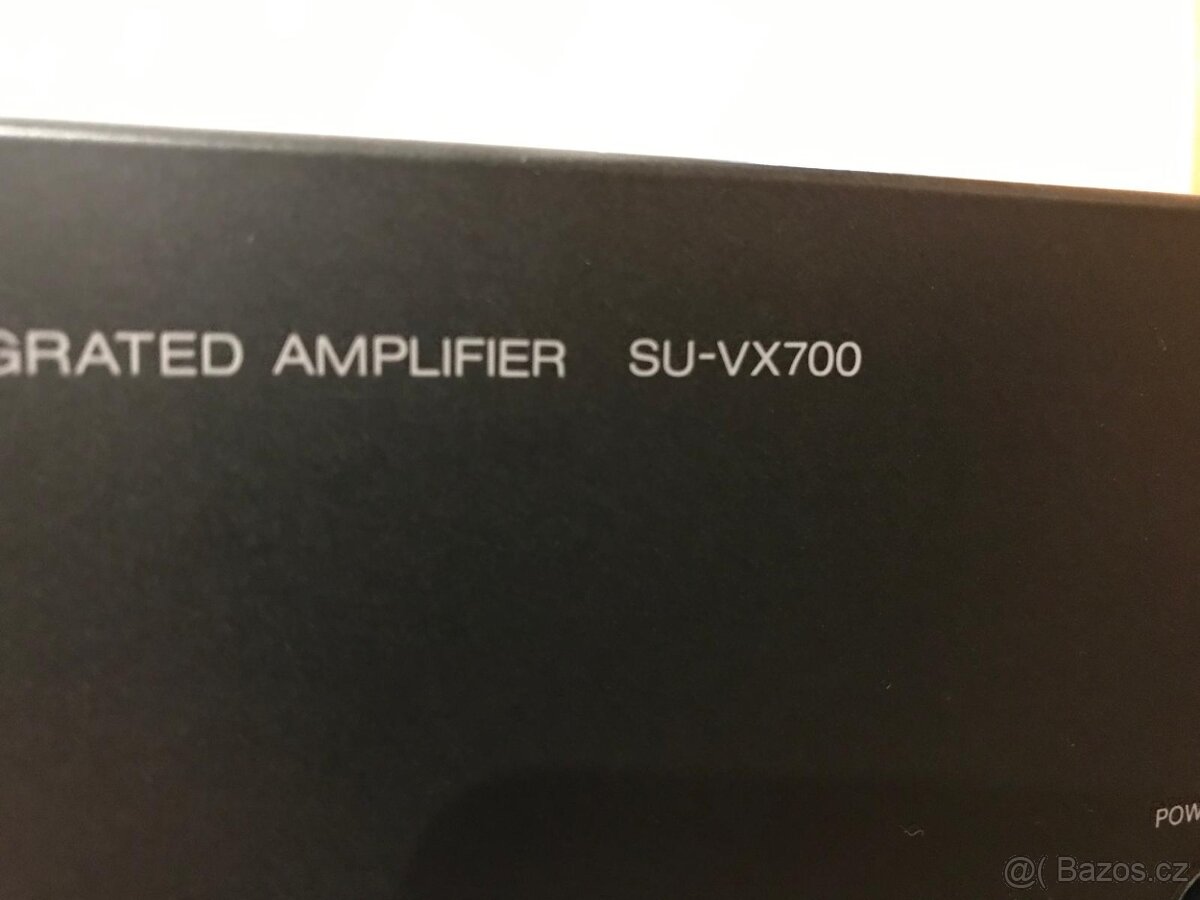 GRATED AMPLIFIER SU-VX700
POW
@( Bazos.cz